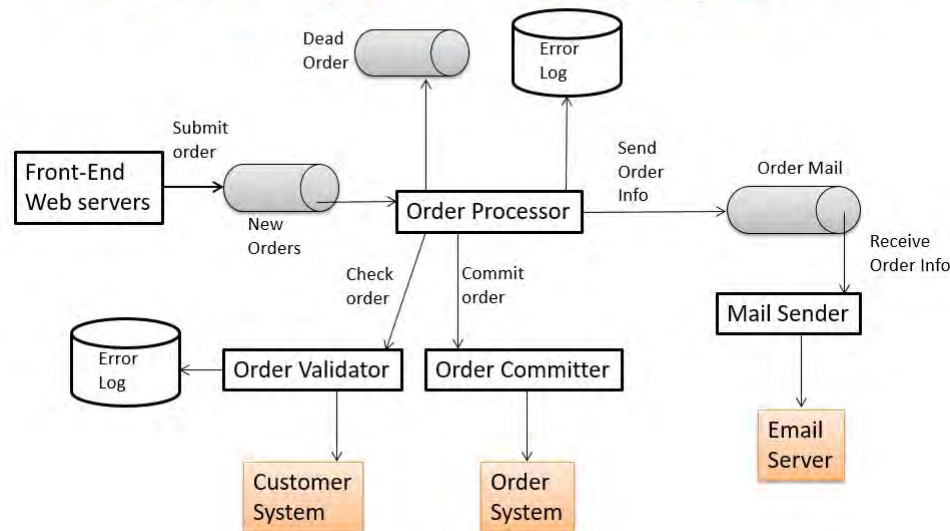 Dead
Order
Error
Log
Submit
order
Send
Order
Info
Order Mail
Front-End
Web servers
New
Orders
Order Processor
Receive
Order Info
Check
order
Commit
order
Mail Sender
Error
Log
Order Validator
Order Committer
Email
Server
Customer
System
Order
System